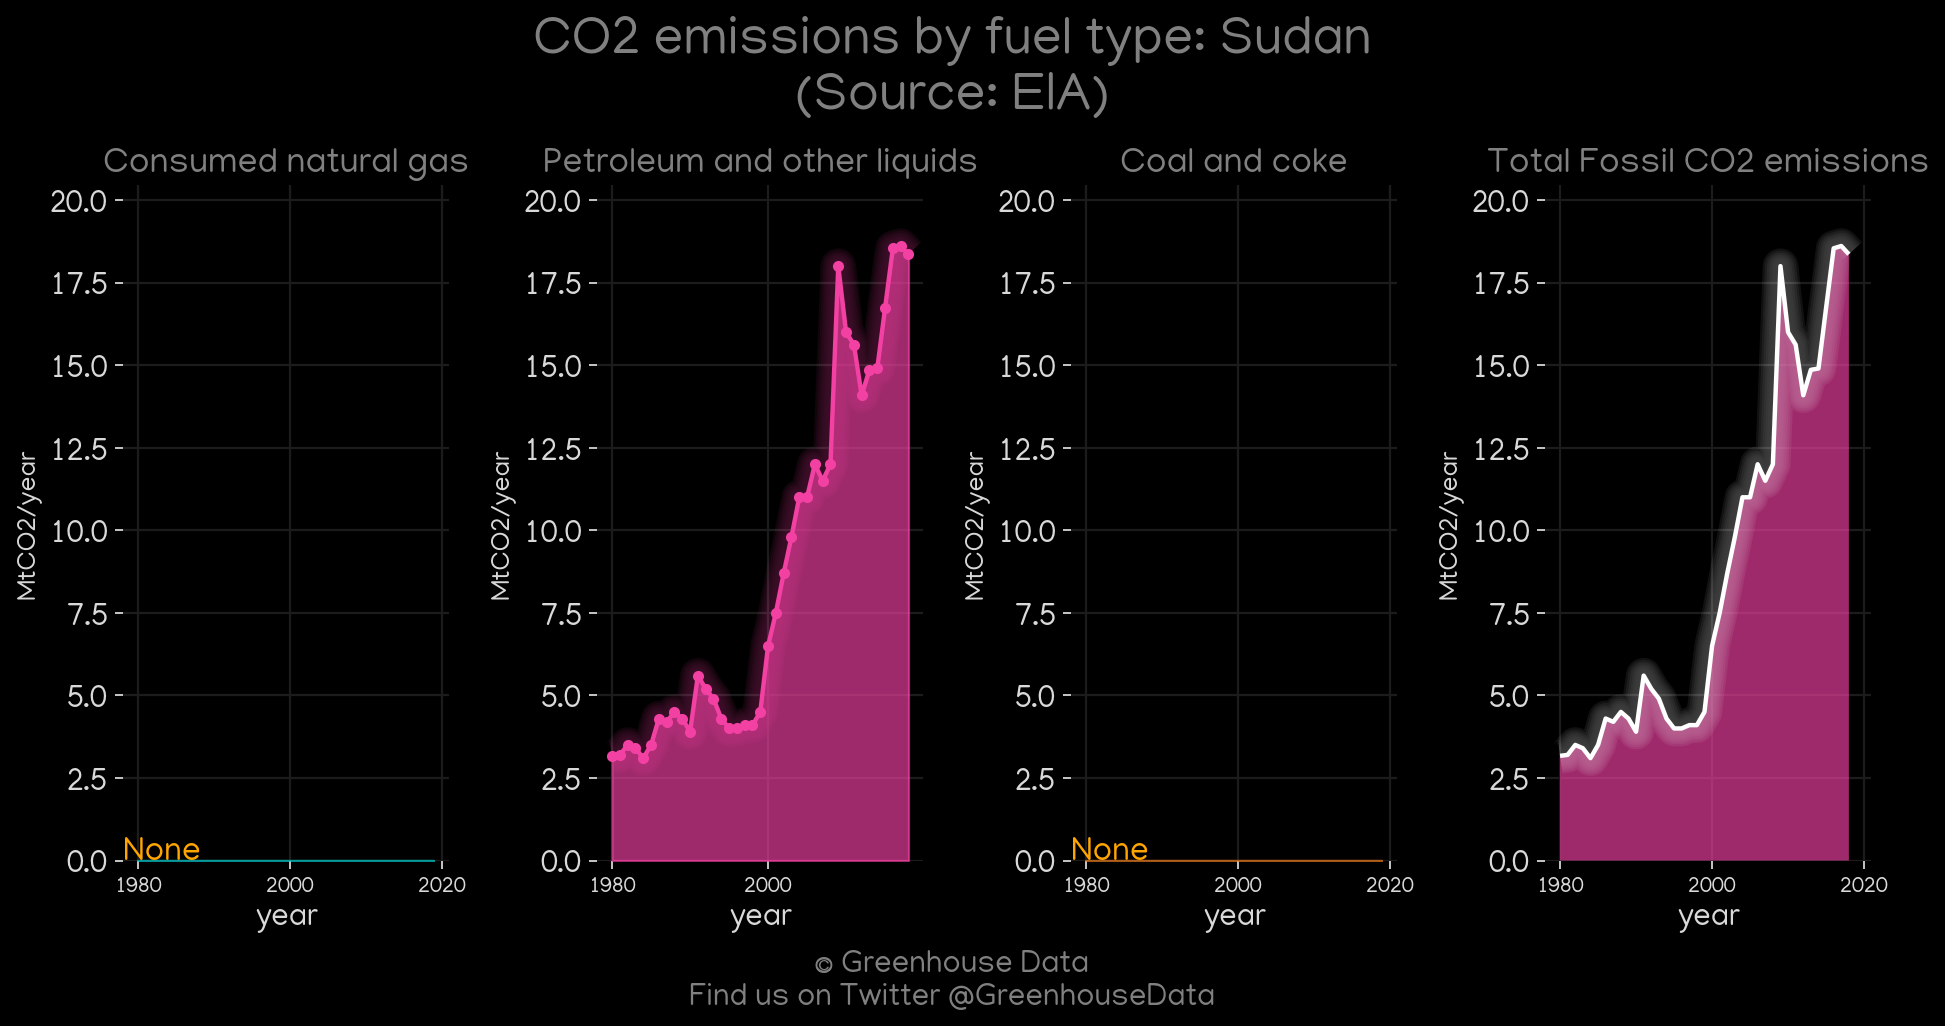 CO2 emissions by fuel type: Sudan
(Source: EIA)
Consumed natural gas
MtCO2/year
20.0
17.5
15.0
12.5
10.0
7.5
5.0
2.5
0.0
None
1980 2000 2020
year
Petroleum and other liquids
MtCO2/year
20.0
17.5
15.0
12.5
10.0
7.5
5.0
2.5
0.0
1980 2000
year
Coal and coke
MtCO2/year
20.0
17.5
15.0
12.5
10.0
7.5
5.0
2.5
0.0
None
1980 2000 2020
year
Total Fossil CO2 emissions
MtCO2/year
20.0
17.5
15.0
12.5
10.0
7.5
5.0
2.5
0.0
1980 2000 2020
year
© Greenhouse Data
Find us on Twitter @GreenhouseData